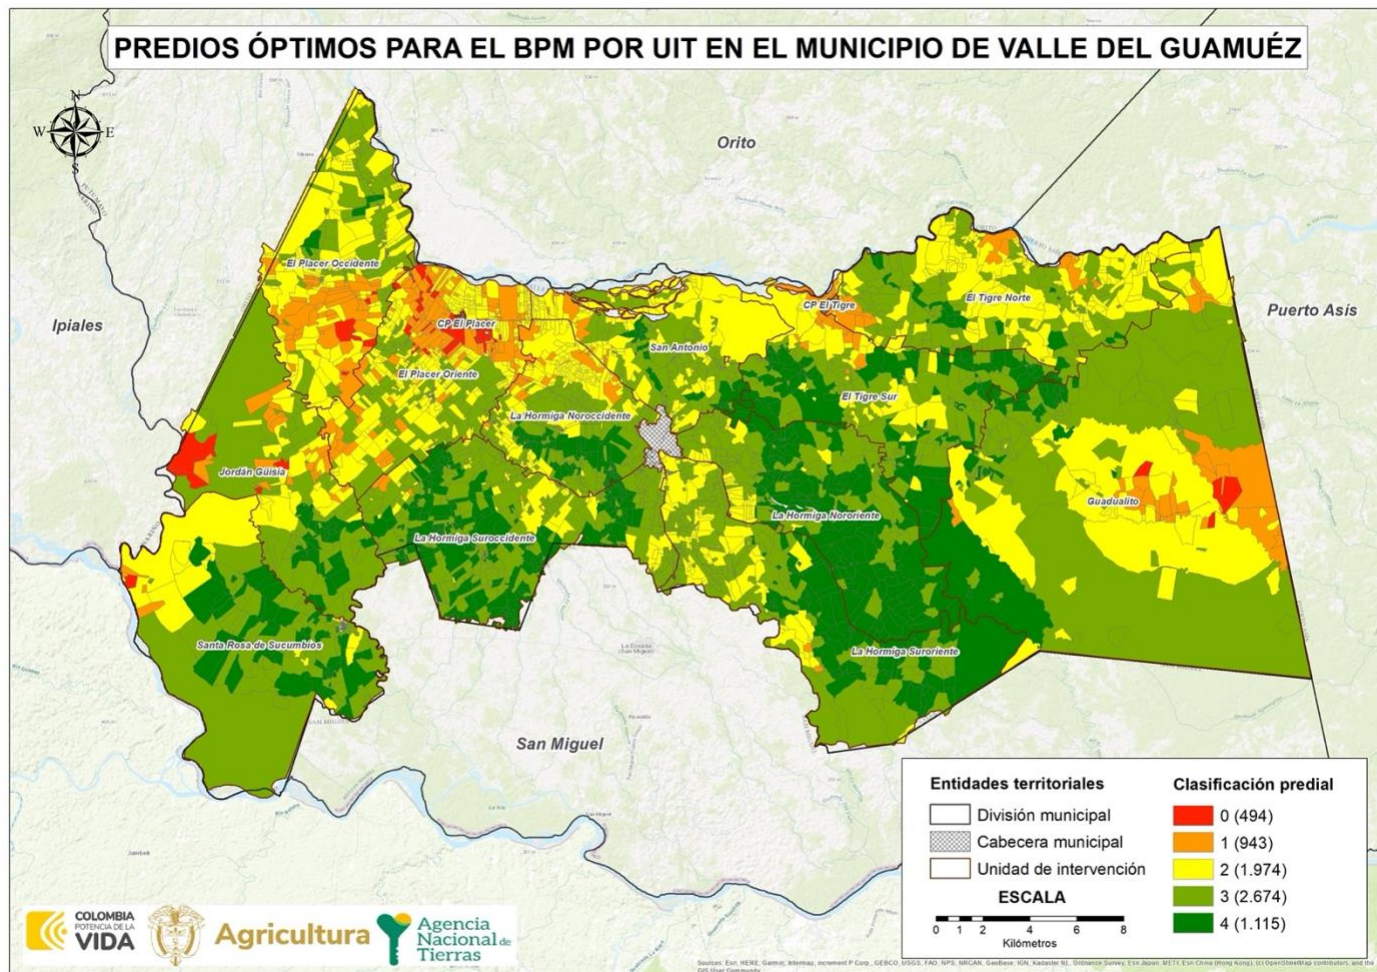 PREDIOS ÓPTIMOS PARA EL BPM POR UIT EN EL MUNICIPIO DE VALLE DEL GUAMUÉZ
N
W E
S
Orito
Ipiales
Puerto Asís
San Miguel
El Placer Occidente
CP El Placer
El Placer Oriente
San Antonio
CP El Tigre
El Tigre Norte
El Tigre Sur
La Hormiga Noroccidente
Jordán Güisía
Guadualito
La Hormiga Nororiente
La Hormiga Suroccidente
Santa Rosa de Sucumbíos
La Hormiga Suroriente
Entidades territoriales
División municipal
Cabecera municipal
Unidad de intervención
ESCALA
0 1 2 4 6 8
Kilómetros
Clasificación predial
0 (494)
1 (943)
2 (1.974)
3 (2.674)
4 (1.115)
COLOMBIA
POTENCIA DE LA
VIDA
Agricultura
Agencia
Nacional de
Tierras